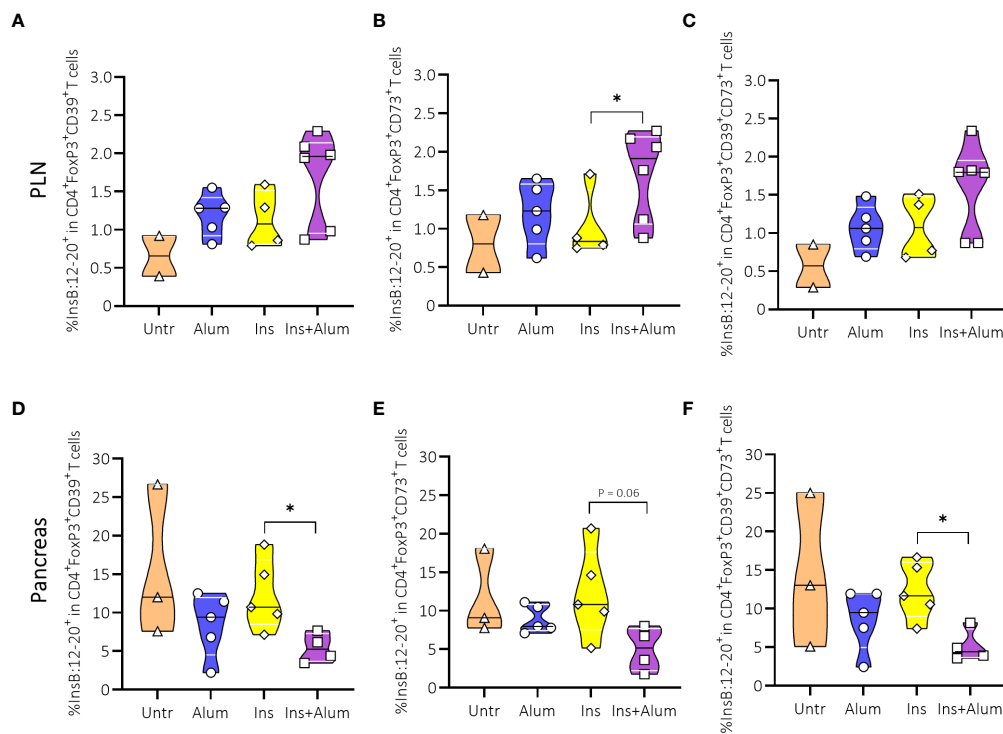 A
B
C
PLN
%InsB:12-20⁺ in CD4⁺FoxP3⁺CD39⁺T cells
3.0
2.5
2.0
1.5
1.0
0.5
0
Untr Alum Ins Ins+Alum
%InsB:12-20⁺ in CD4⁺FoxP3⁺CD73⁺T cells
3.0
2.5
2.0
1.5
1.0
0.5
0
*
Untr Alum Ins Ins+Alum
%InsB:12-20⁺ in CD4⁺FoxP3⁺CD39⁺CD73⁺T cells
3.0
2.5
2.0
1.5
1.0
0.5
0
Untr Alum Ins Ins+Alum
D
E
F
Pancreas
%InsB:12-20⁺ in CD4⁺FoxP3⁺CD39⁺T cells
30
25
20
15
10
5
0
*
Untr Alum Ins Ins+Alum
%InsB:12-20⁺ in CD4⁺FoxP3⁺CD73⁺T cells
30
25
20
15
10
5
0
P = 0.06
Untr Alum Ins Ins+Alum
%InsB:12-20⁺ in CD4⁺FoxP3⁺CD39⁺CD73⁺T cells
30
25
20
15
10
5
0
*
Untr Alum Ins Ins+Alum